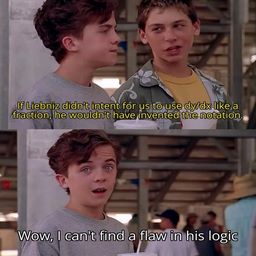 If Liebniz didn't intent for us to use dy/dx like a
fraction, he wouldn't have invented the notation.
Wow, I can't find a flaw in his logic